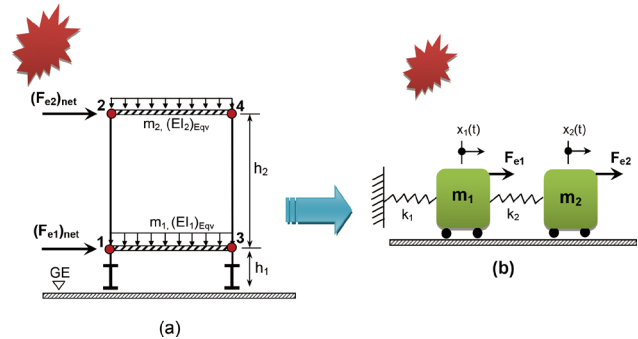 (Fe2)net
2
4
m2, (EI2)Eqv
h2
(Fe1)net
m1, (EI1)Eqv
1
3
GE
h1
(a)
x1(t)
x2(t)
Fe1
Fe2
m1
m2
k1
k2
(b)